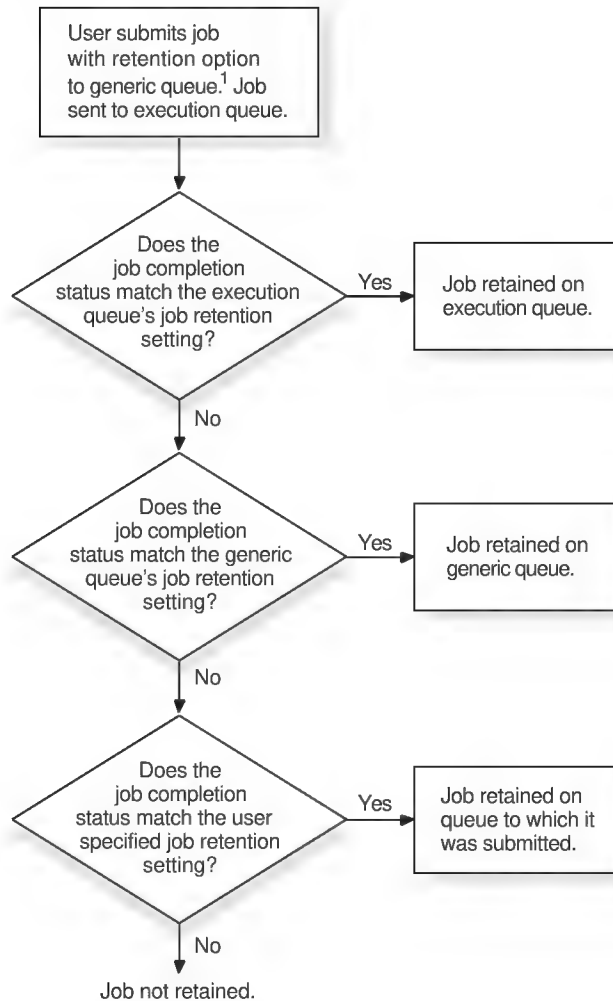 User submits job
with retention option
to generic queue.1 Job
sent to execution queue.
Does the
job completion
status match the execution
queue's job retention
setting?
Yes
Job retained on
execution queue.
No
Does the
job completion
status match the generic
queue's job retention
setting?
Yes
Job retained on
generic queue.
No
Does the
job completion
status match the user
specified job retention
setting?
Yes
Job retained on
queue to which it
was submitted.
No
Job not retained.